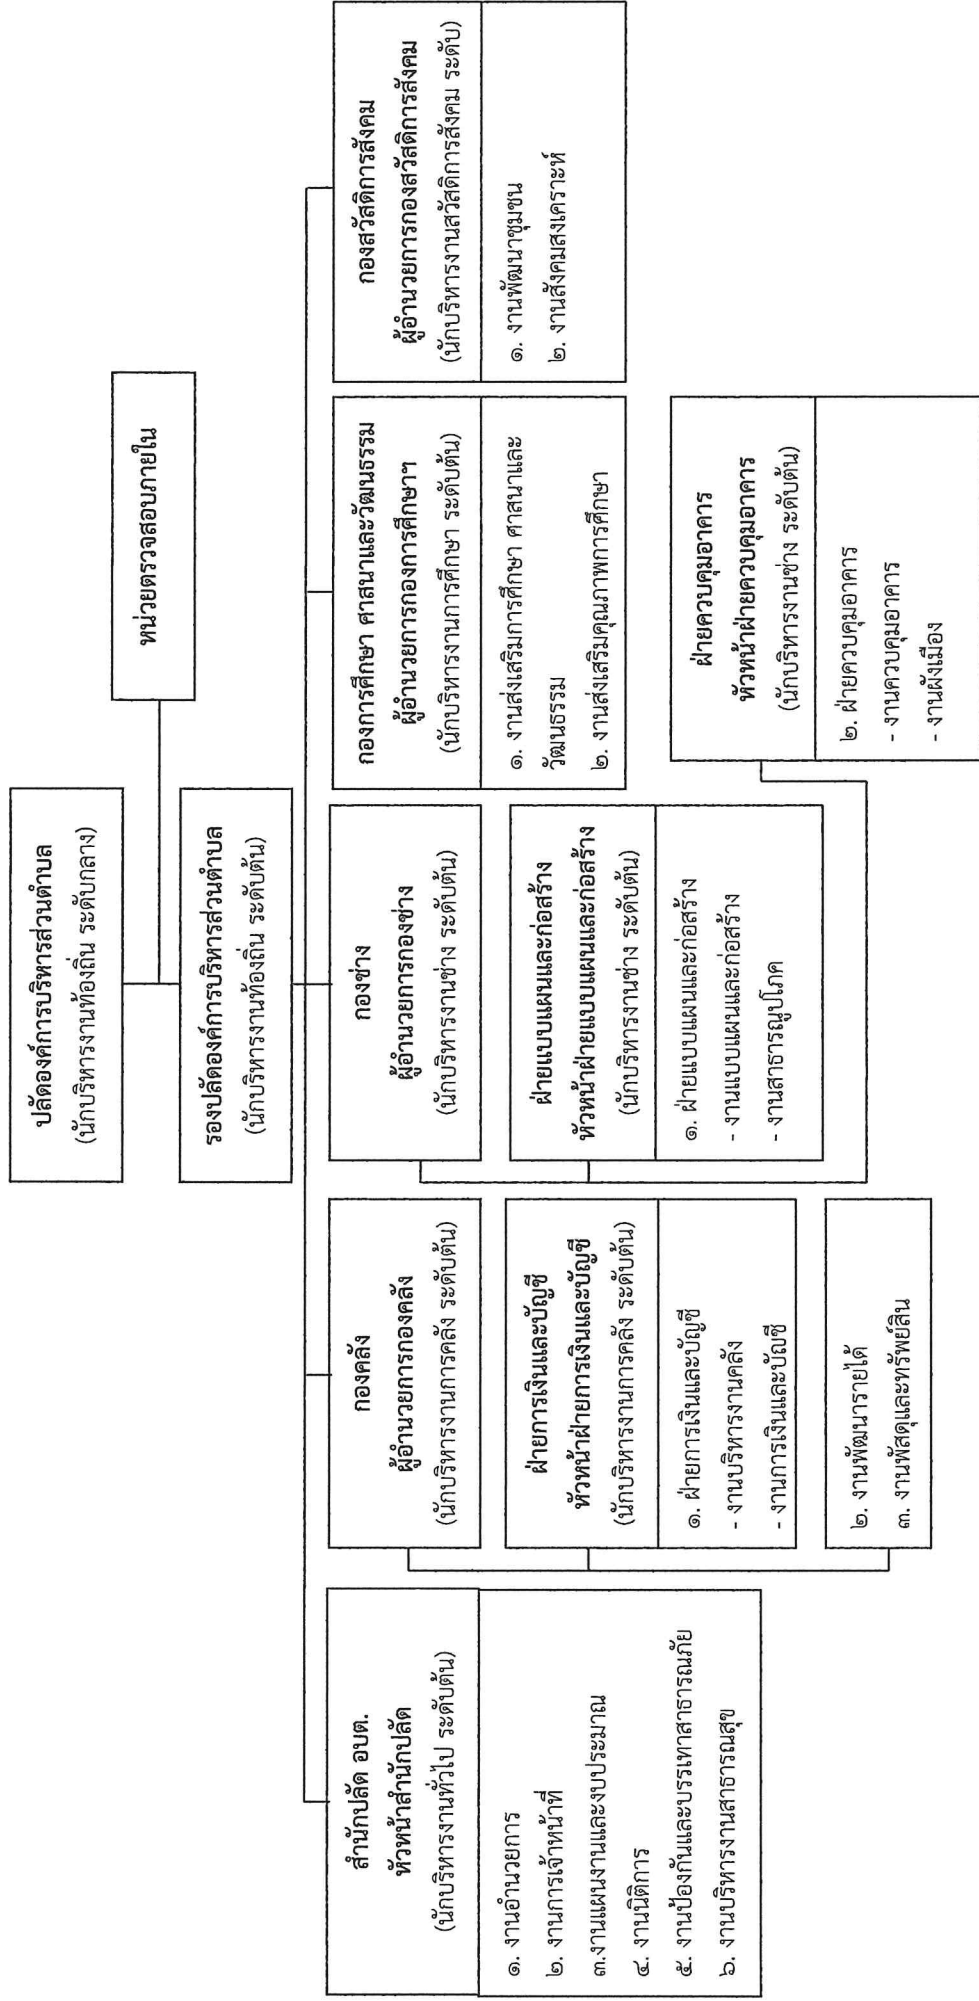 ปลัดองค์การบริหารส่วนตำบล
(นักบริหารงานท้องถิ่น ระดับกลาง)
หน่วยตรวจสอบภายใน
รองปลัดองค์การบริหารส่วนตำบล
(นักบริหารงานท้องถิ่น ระดับต้น)
สำนักปลัด อบต.
หัวหน้าสำนักปลัด
(นักบริหารงานทั่วไป ระดับต้น)
๑. งานอำนวยการ
๒. งานการเจ้าหน้าที่
๓.งานแผนงานและงบประมาณ
๔. งานนิติการ
๕. งานป้องกันและบรรเทาสาธารณภัย
๖. งานบริหารงานสาธารณสุข
กองคลัง
ผู้อำนวยการกองคลัง
(นักบริหารงานการคลัง ระดับต้น)
ฝ่ายการเงินและบัญชี
หัวหน้าฝ่ายการเงินและบัญชี
(นักบริหารงานการคลัง ระดับต้น)
๑. ฝ่ายการเงินและบัญชี
- งานบริหารงานคลัง
- งานการเงินและบัญชี
๒. งานพัฒนารายได้
๓. งานพัสดุและทรัพย์สิน
กองช่าง
ผู้อำนวยการกองช่าง
(นักบริหารงานช่าง ระดับต้น)
ฝ่ายแบบแผนและก่อสร้าง
หัวหน้าฝ่ายแบบแผนและก่อสร้าง
(นักบริหารงานช่าง ระดับต้น)
๑. ฝ่ายแบบแผนและก่อสร้าง
- งานแบบแผนและก่อสร้าง
- งานสาธารณูปโภค
ฝ่ายควบคุมอาคาร
หัวหน้าฝ่ายควบคุมอาคาร
(นักบริหารงานช่าง ระดับต้น)
๒. ฝ่ายควบคุมอาคาร
- งานควบคุมอาคาร
- งานผังเมือง
กองการศึกษา ศาสนาและวัฒนธรรม
ผู้อำนวยการกองการศึกษาฯ
(นักบริหารงานการศึกษา ระดับต้น)
๑. งานส่งเสริมการศึกษา ศาสนาและ
วัฒนธรรม
๒. งานส่งเสริมคุณภาพการศึกษา
กองสวัสดิการสังคม
ผู้อำนวยการกองสวัสดิการสังคม
(นักบริหารงานสวัสดิการสังคม ระดับ)
๑. งานพัฒนาชุมชน
๒. งานสังคมสงเคราะห์